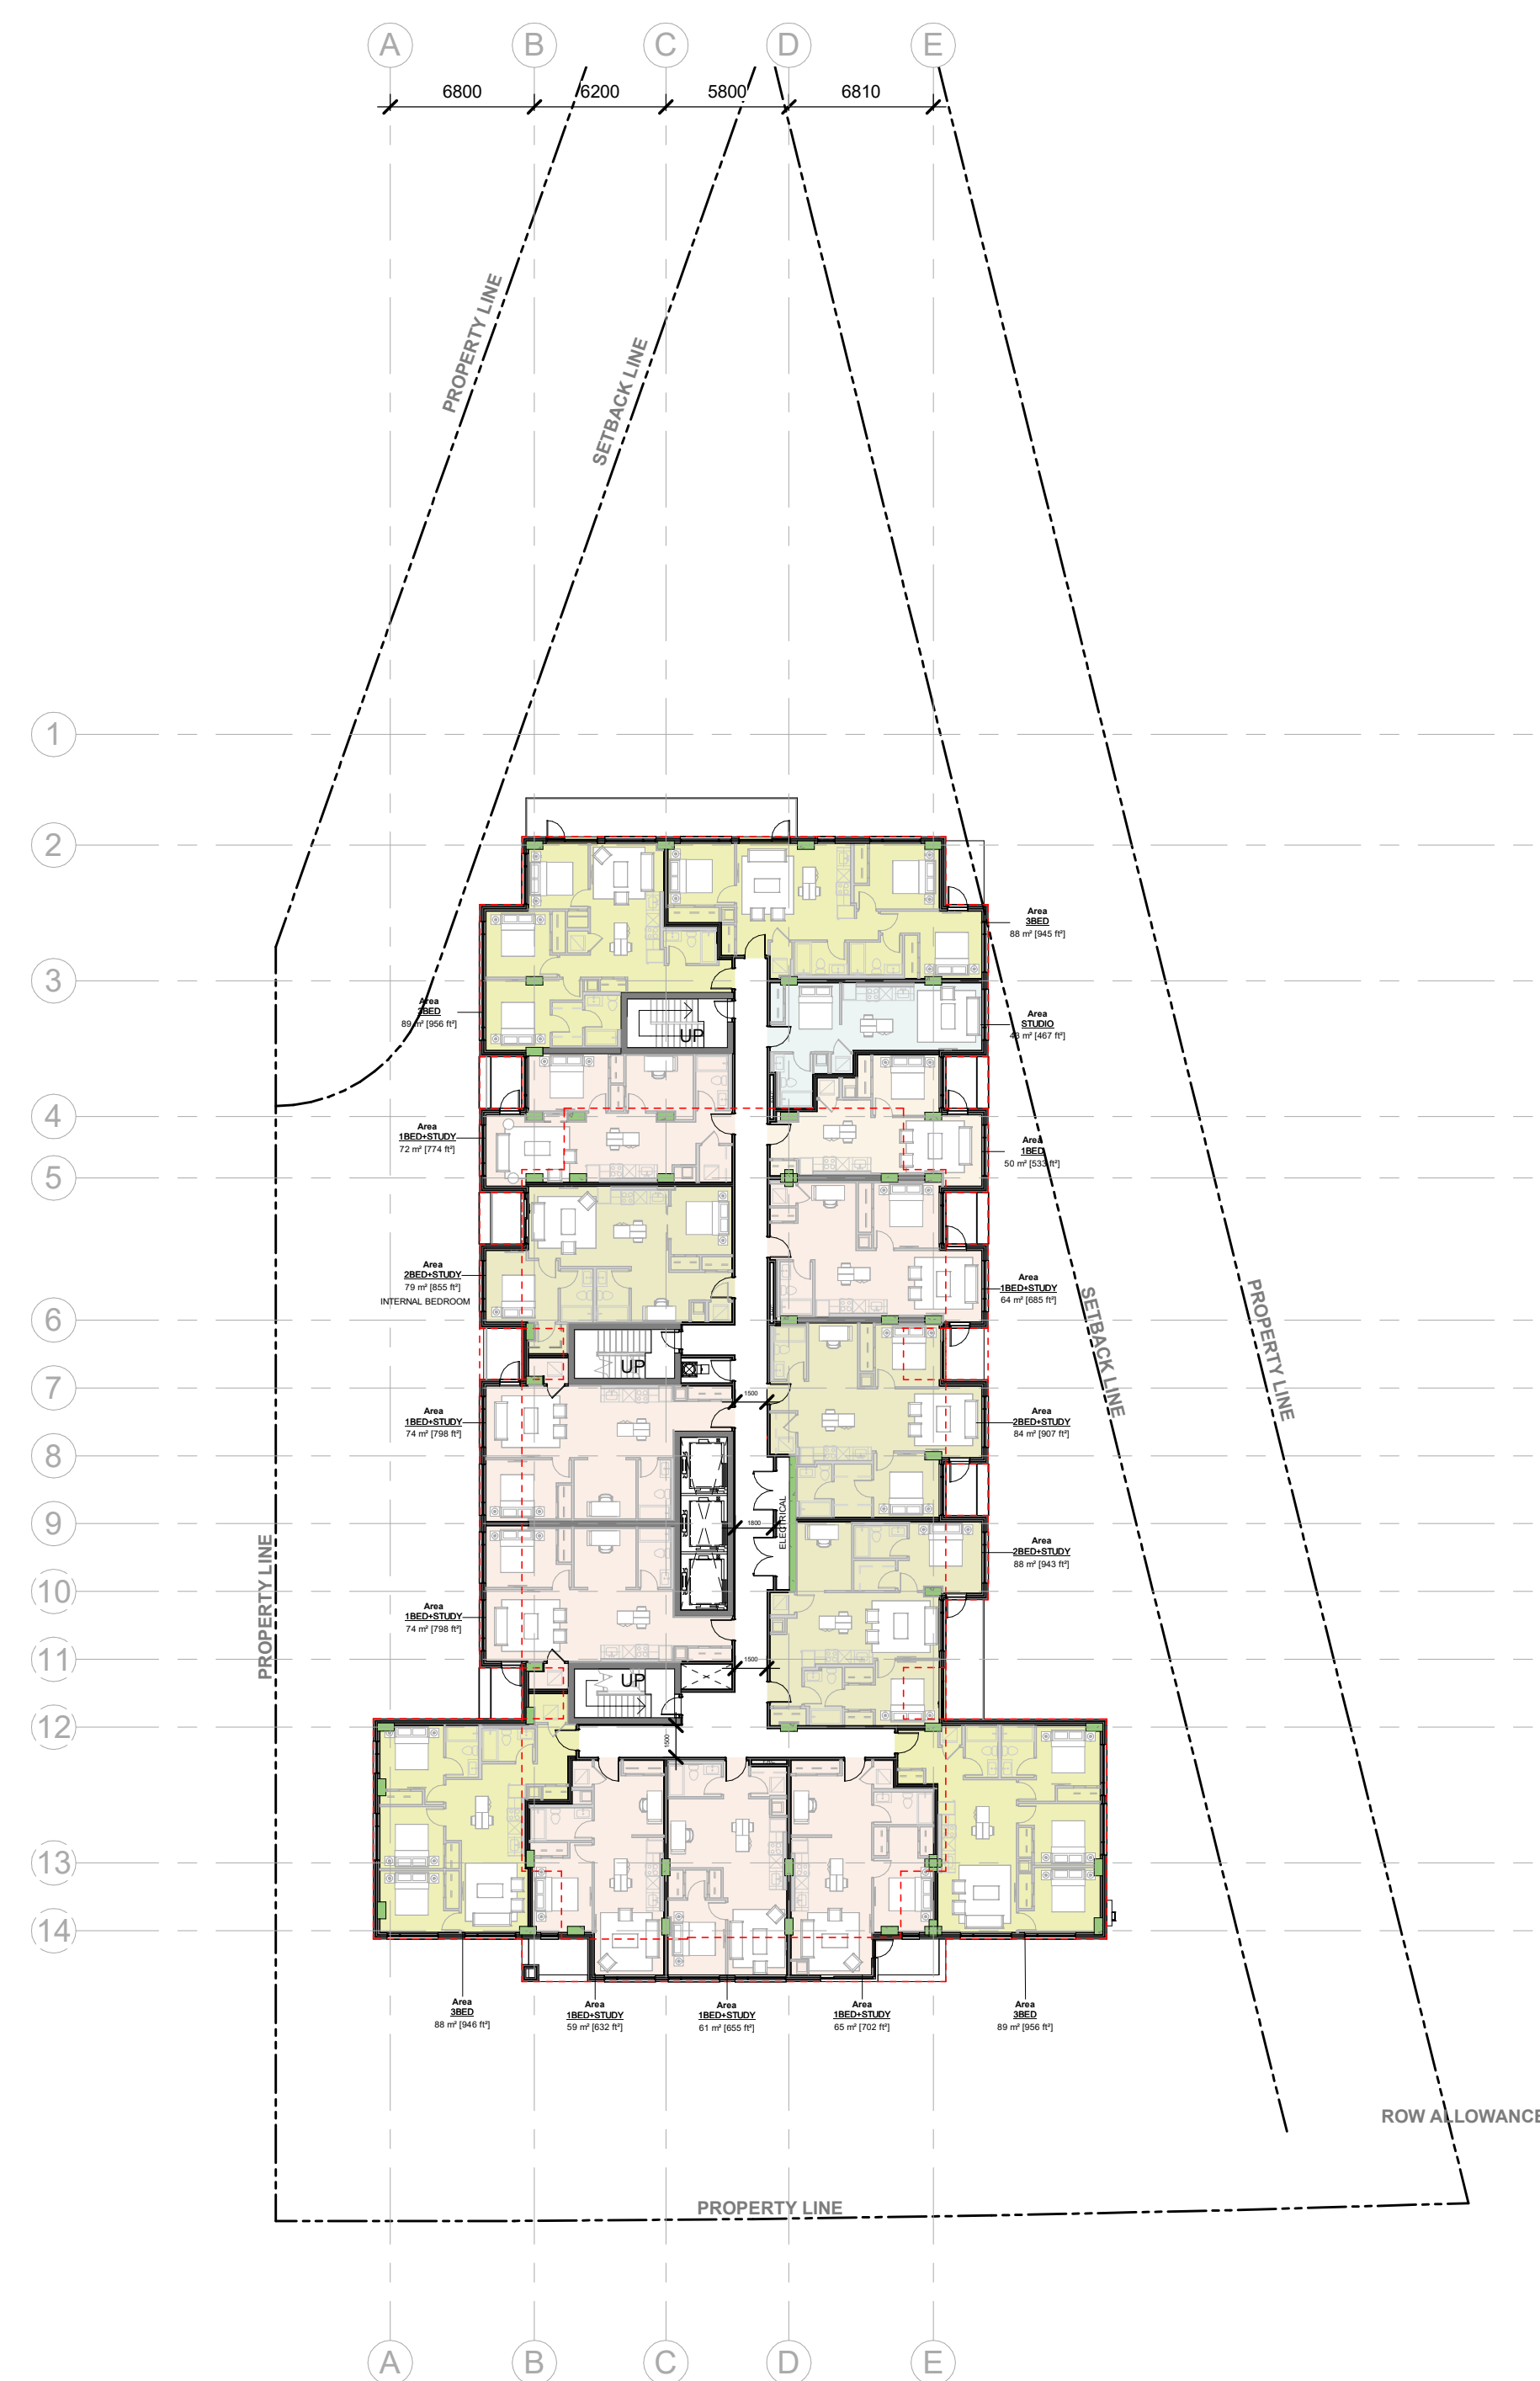 A
B
C
D
E
6800
6200
5800
6810
PROPERTY LINE
SETBACK LINE
1
2
Area
3BED
88 m² [945 ft²]
3
Area
3BED
89 m² [956 ft²]
UP
Area
STUDIO
43 m² [467 ft²]
4
Area
1BED+STUDY
72 m² [774 ft²]
Area
1BED
50 m² [533 ft²]
5
Area
2BED+STUDY
79 m² [855 ft²]
INTERNAL BEDROOM
Area
1BED+STUDY
64 m² [685 ft²]
SETBACK LINE
PROPERTY LINE
6
UP
7
1500
Area
1BED+STUDY
74 m² [798 ft²]
Area
2BED+STUDY
84 m² [907 ft²]
8
9
1800
ELECTRICAL
Area
2BED+STUDY
88 m² [943 ft²]
PROPERTY LINE
10
Area
1BED+STUDY
74 m² [798 ft²]
11
1500
UP
12
1500
13
14
Area
3BED
88 m² [946 ft²]
Area
1BED+STUDY
59 m² [632 ft²]
Area
1BED+STUDY
61 m² [655 ft²]
Area
1BED+STUDY
65 m² [702 ft²]
Area
3BED
89 m² [956 ft²]
ROW ALLOWANCE
PROPERTY LINE
A
B
C
D
E